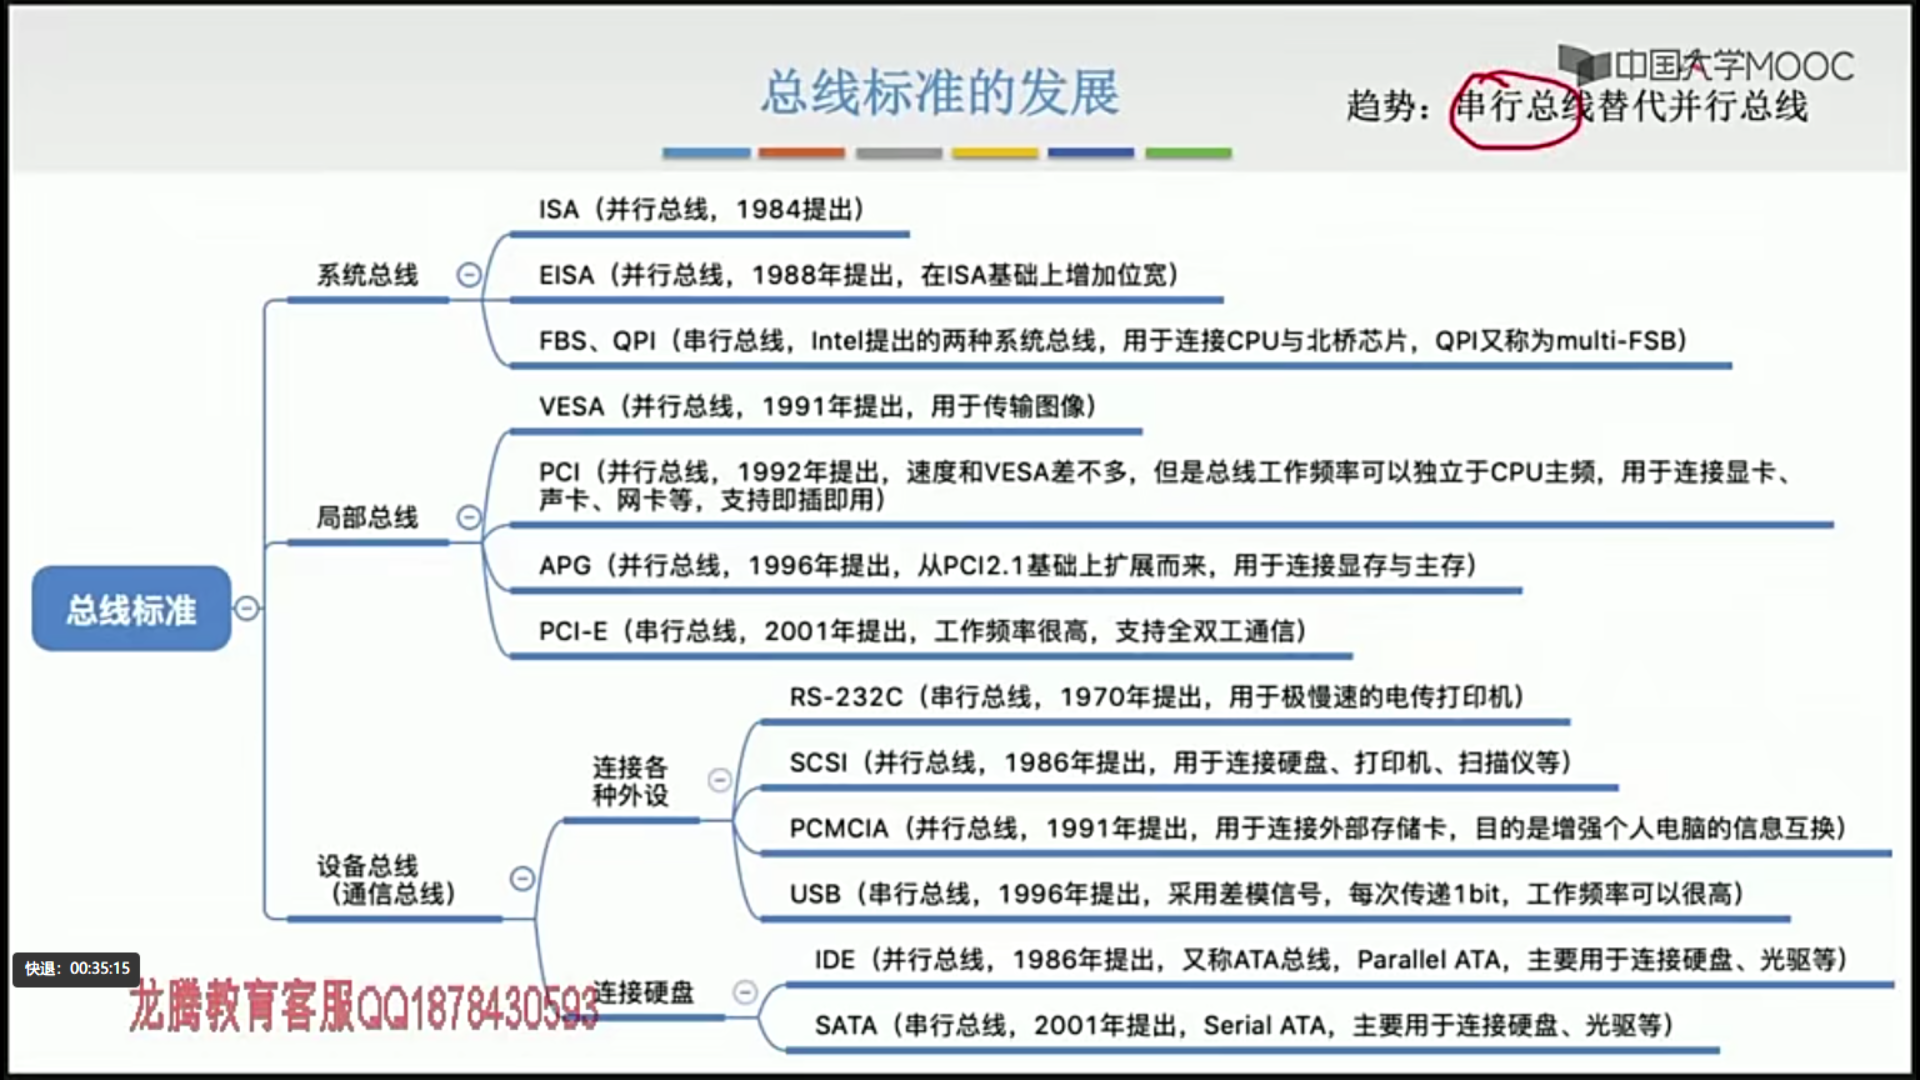 中国大学MOOC
总线标准的发展
趋势：串行总线替代并行总线
ISA（并行总线，1984提出）
系统总线
EISA（并行总线，1988年提出，在ISA基础上增加位宽）
FBS、QPI（串行总线，Intel提出的两种系统总线，用于连接CPU与北桥芯片，QPI又称为multi-FSB）
VESA（并行总线，1991年提出，用于传输图像）
PCI（并行总线，1992年提出，速度和VESA差不多，但是总线工作频率可以独立于CPU主频，用于连接显卡、
声卡、网卡等，支持即插即用）
局部总线
APG（并行总线，1996年提出，从PCI2.1基础上扩展而来，用于连接显存与主存）
总线标准
PCI-E（串行总线，2001年提出，工作频率很高，支持全双工通信）
RS-232C（串行总线，1970年提出，用于极慢速的电传打印机）
连接各
种外设
SCSI（并行总线，1986年提出，用于连接硬盘、打印机、扫描仪等）
PCMCIA（并行总线，1991年提出，用于连接外部存储卡，目的是增强个人电脑的信息互换）
设备总线
（通信总线）
USB（串行总线，1996年提出，采用差模信号，每次传递1bit，工作频率可以很高）
IDE（并行总线，1986年提出，又称ATA总线，Parallel ATA，主要用于连接硬盘、光驱等）
连接硬盘
SATA（串行总线，2001年提出，Serial ATA，主要用于连接硬盘、光驱等）
快退：00:35:15
龙腾教育客服QQ1878430593